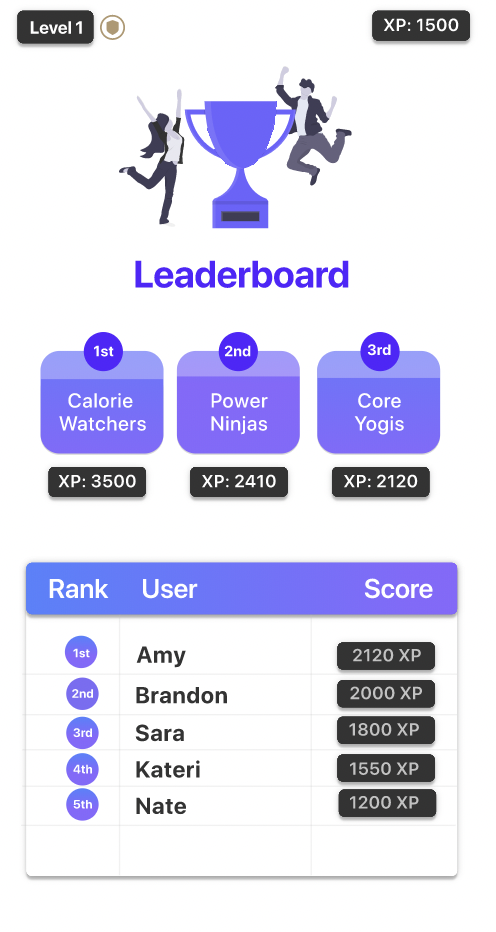 Level 1
XP: 1500
Leaderboard
1st
2nd
3rd
Calorie
Watchers
Power
Ninjas
Core
Yogis
XP: 3500
XP: 2410
XP: 2120
Rank User Score
1st Amy 2120 XP
2nd Brandon 2000 XP
3rd Sara 1800 XP
4th Kateri 1550 XP
5th Nate 1200 XP